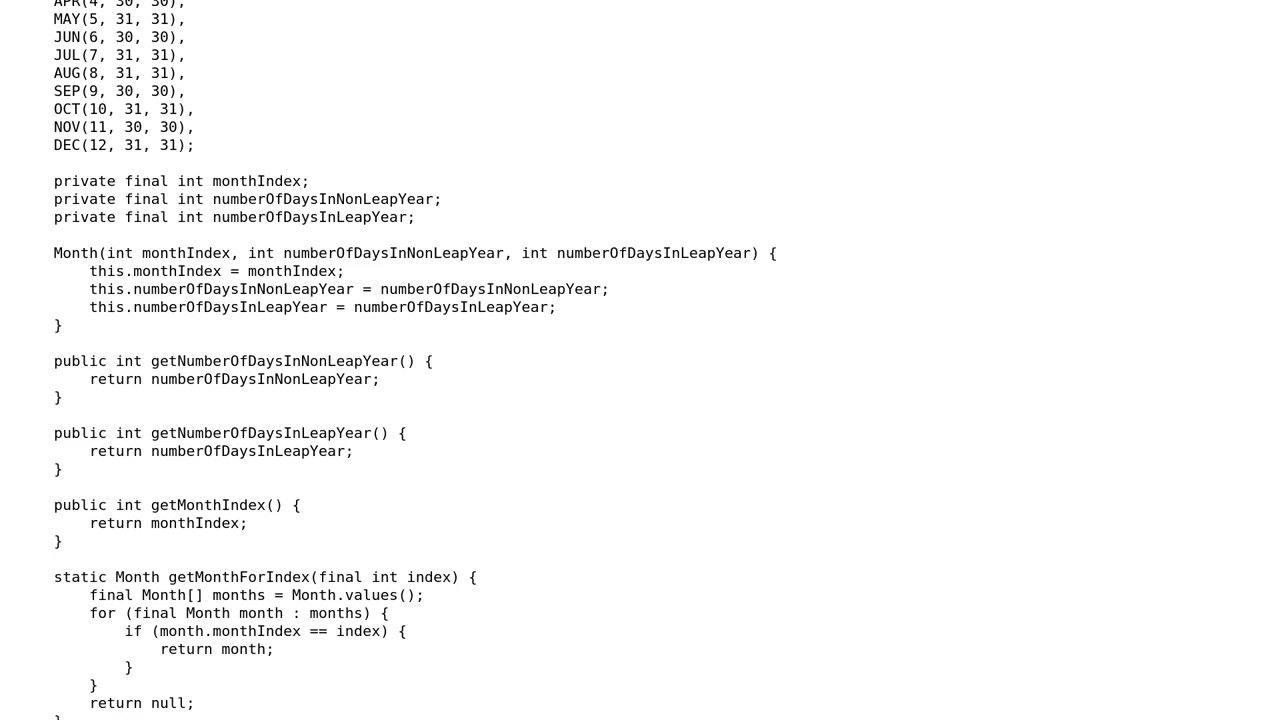 APR(4, 30, 30),
MAY(5, 31, 31),
JUN(6, 30, 30),
JUL(7, 31, 31),
AUG(8, 31, 31),
SEP(9, 30, 30),
OCT(10, 31, 31),
NOV(11, 30, 30),
DEC(12, 31, 31);
private final int monthIndex;
private final int numberOfDaysInNonLeapYear;
private final int numberOfDaysInLeapYear;
Month(int monthIndex, int numberOfDaysInNonLeapYear, int numberOfDaysInLeapYear) {
this.monthIndex = monthIndex;
this.numberOfDaysInNonLeapYear = numberOfDaysInNonLeapYear;
this.numberOfDaysInLeapYear = numberOfDaysInLeapYear;
}
public int getNumberOfDaysInNonLeapYear() {
return numberOfDaysInNonLeapYear;
}
public int getNumberOfDaysInLeapYear() {
return numberOfDaysInLeapYear;
}
public int getMonthIndex() {
return monthIndex;
}
static Month getMonthForIndex(final int index) {
final Month[] months = Month.values();
for (final Month month : months) {
if (month.monthIndex == index) {
return month;
}
}
return null;
}